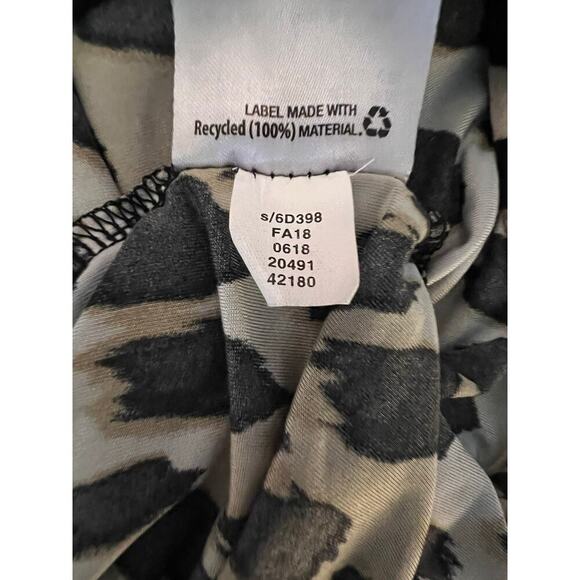 LABEL MADE WITH
Recycled (100%) MATERIAL.
s/6D398
FA18
0618
20491
42180